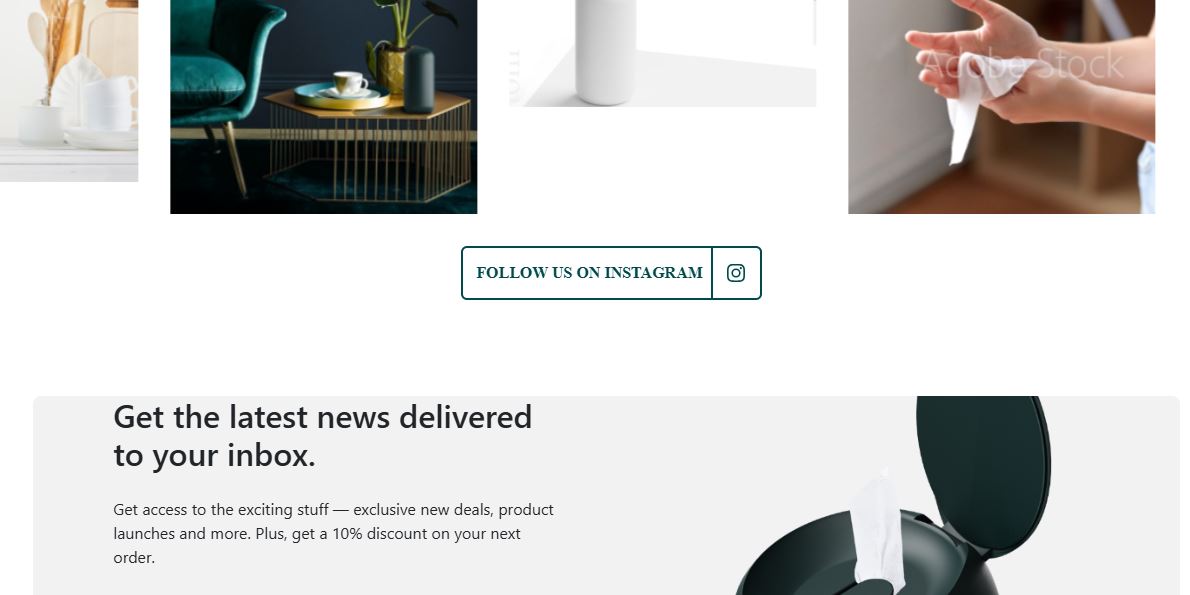 Adobe Stock
FOLLOW US ON INSTAGRAM
Get the latest news delivered
to your inbox.
Get access to the exciting stuff — exclusive new deals, product
launches and more. Plus, get a 10% discount on your next
order.